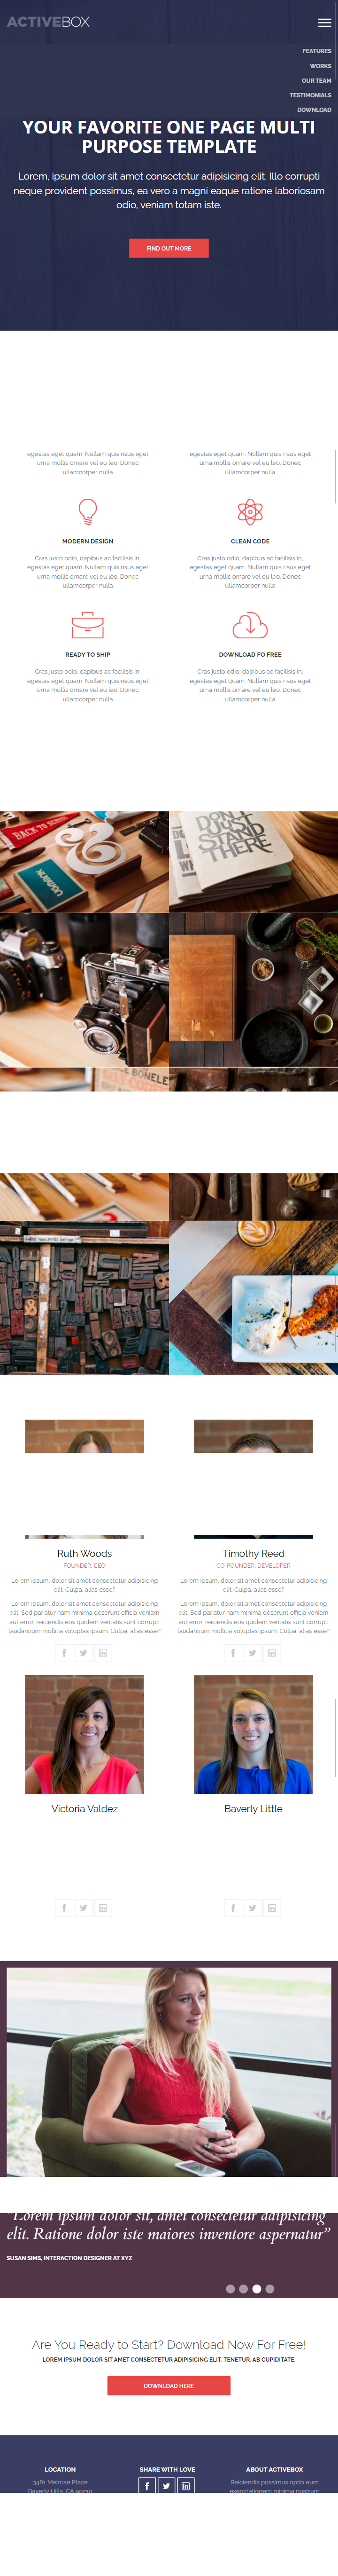 ACTIVEBOX
FEATURES
WORKS
OUR TEAM
TESTIMONIALS
DOWNLOAD
YOUR FAVORITE ONE PAGE MULTI
PURPOSE TEMPLATE
Lorem, ipsum dolor sit amet consectetur adipisicing elit. Illo corrupti
neque provident possimus, ea vero a magni eaque ratione laboriosam
odio, veniam totam iste.
FIND OUT MORE
egestas eget quam. Nullam quis risus eget
urna mollis ornare vel eu leo. Donec
ullamcorper nulla
egestas eget quam. Nullam quis risus eget
urna mollis ornare vel eu leo. Donec
ullamcorper nulla
MODERN DESIGN
Cras justo odio, dapibus ac facilisis in,
egestas eget quam. Nullam quis risus eget
urna mollis ornare vel eu leo. Donec
ullamcorper nulla
CLEAN CODE
Cras justo odio, dapibus ac facilisis in,
egestas eget quam. Nullam quis risus eget
urna mollis ornare vel eu leo. Donec
ullamcorper nulla
READY TO SHIP
Cras justo odio, dapibus ac facilisis in,
egestas eget quam. Nullam quis risus eget
urna mollis ornare vel eu leo. Donec
ullamcorper nulla
DOWNLOAD FO FREE
Cras justo odio, dapibus ac facilisis in,
egestas eget quam. Nullam quis risus eget
urna mollis ornare vel eu leo. Donec
ullamcorper nulla
BACK TO SCHOOL
&
DON'T
JUST
STAND
THERE
Ruth Woods
FOUNDER, CEO
Lorem ipsum, dolor sit amet consectetur adipisicing
elit. Culpa, alias esse?
Lorem ipsum, dolor sit amet consectetur adipisicing
elit. Sed pariatur nam minima deserunt officia veniam
aut error, reiciendis eos quidem veritatis sunt corrupti
laudantium mollitia voluptas ipsum. Culpa, alias esse?
Timothy Reed
CO-FOUNDER, DEVELOPER
Lorem ipsum, dolor sit amet consectetur adipisicing
elit. Culpa, alias esse?
Lorem ipsum, dolor sit amet consectetur adipisicing
elit. Sed pariatur nam minima deserunt officia veniam
aut error, reiciendis eos quidem veritatis sunt corrupti
laudantium mollitia voluptas ipsum. Culpa, alias esse?
Victoria Valdez
Baverly Little
"Lorem ipsum dolor sit, amet consectetur adipisicing
elit. Ratione dolor iste maiores inventore aspernatur”
SUSAN SIMS, INTERACTION DESIGNER AT XYZ
Are You Ready to Start? Download Now For Free!
LOREM IPSUM DOLOR SIT AMET CONSECTETUR ADIPISICING ELIT. TENETUR, AB CUPIDITATE.
DOWNLOAD HERE
LOCATION
3481 Melrose Place
Baverly Hills, CA 90210
SHARE WITH LOVE
ABOUT ACTIVEBOX
Reiciendis possimus optio eum
exercitationem minima nostrum